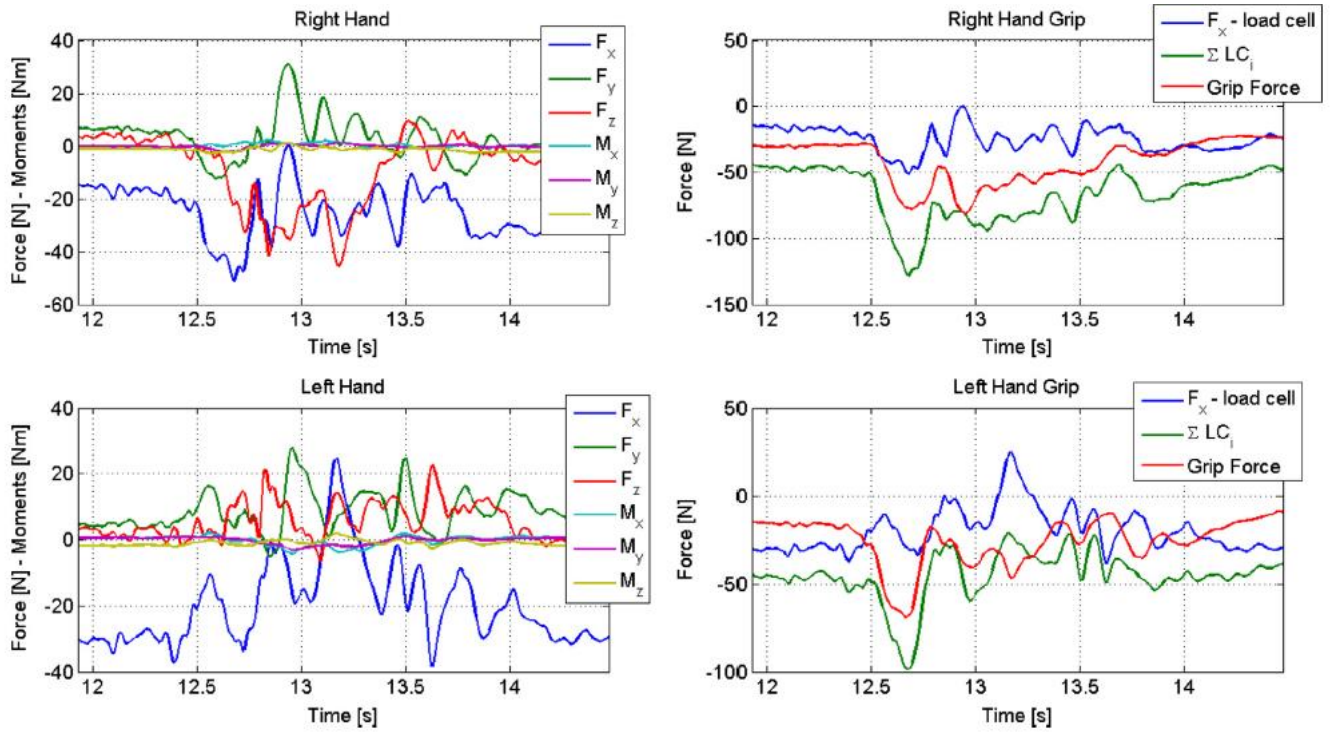 Right Hand
40
20
0
-20
-40
-60
Force [N] - Moments [Nm]
12 12.5 13 13.5 14
Time [s]
F_x
F_y
F_z
M_x
M_y
M_z
Right Hand Grip
50
0
-50
-100
-150
Force [N]
12 12.5 13 13.5 14
Time [s]
F_x - load cell
Σ LC_i
Grip Force
Left Hand
40
20
0
-20
-40
Force [N] - Moments [Nm]
12 12.5 13 13.5 14
Time [s]
F_x
F_y
F_z
M_x
M_y
M_z
Left Hand Grip
50
0
-50
-100
Force [N]
12 12.5 13 13.5 14
Time [s]
F_x - load cell
Σ LC_i
Grip Force